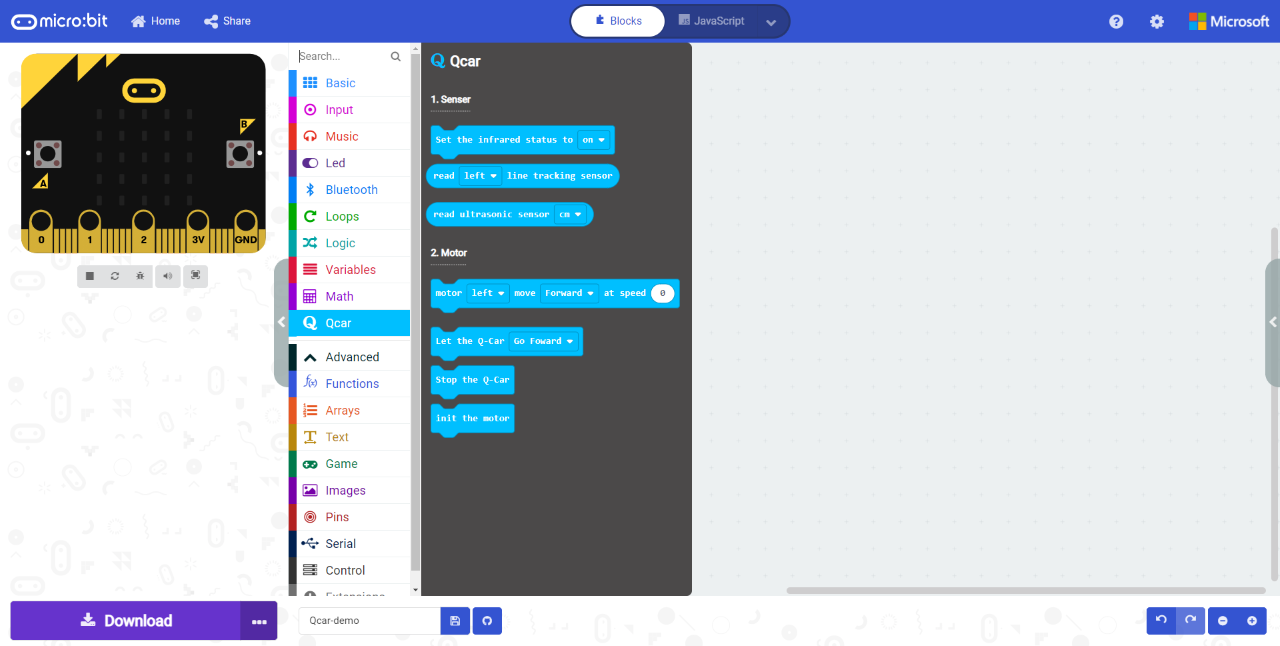 micro:bit
Home
Share
Blocks
JavaScript
Microsoft
B
A
0 1 2 3V GND
Search...
Basic
Input
Music
Led
Bluetooth
Loops
Logic
Variables
Math
Qcar
Advanced
Functions
Arrays
Text
Game
Images
Pins
Serial
Control
Extensions
Qcar
1. Senser
Set the infrared status to on
read left line tracking sensor
read ultrasonic sensor cm
2. Motor
motor left move Forward at speed 0
Let the Q-Car Go Foward
Stop the Q-Car
init the motor
Download
Qcar-demo